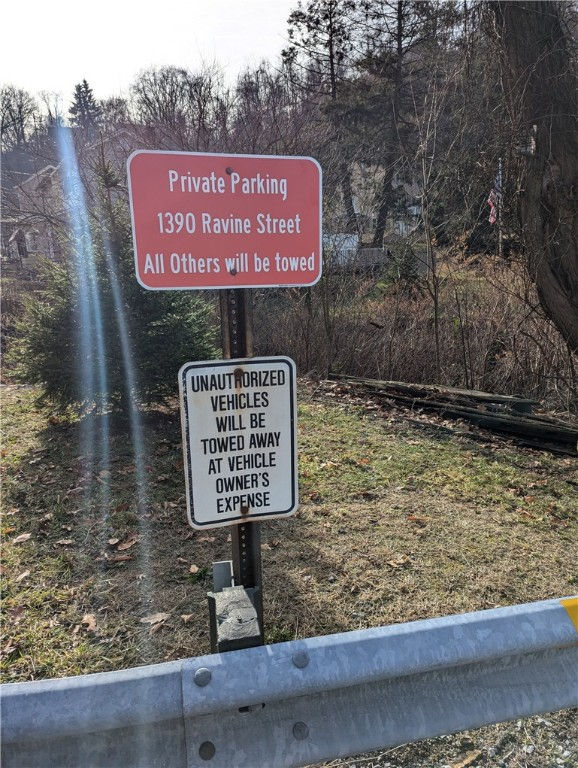 Private Parking
1390 Ravine Street
All Others will be towed
UNAUTHORIZED
VEHICLES
WILL BE
TOWED AWAY
AT VEHICLE
OWNER'S
EXPENSE